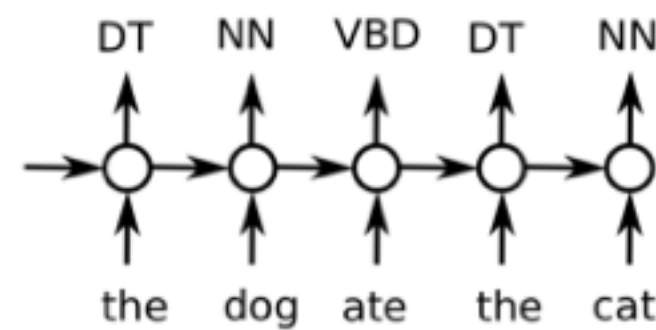 DT NN VBD DT NN
the dog ate the cat